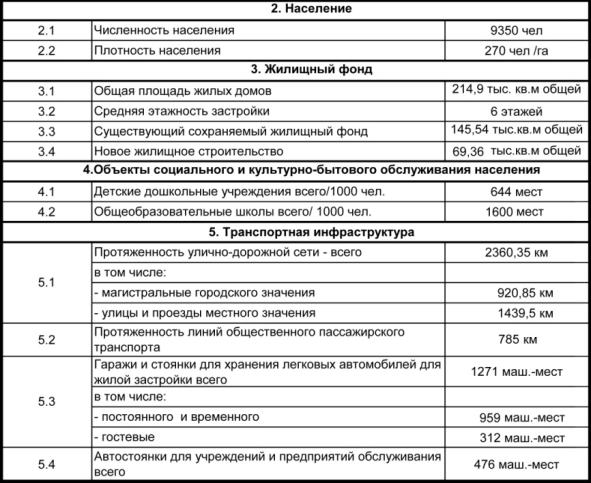 2. Население
2.1 Численность населения 9350 чел
2.2 Плотность населения 270 чел /га
3. Жилищный фонд
3.1 Общая площадь жилых домов 214,9 тыс. кв.м общей
3.2 Средняя этажность застройки 6 этажей
3.3 Существующий сохраняемый жилищный фонд 145,54 тыс.кв.м общей
3.4 Новое жилищное строительство 69,36 тыс.кв.м общей
4.Объекты социального и культурно-бытового обслуживания населения
4.1 Детские дошкольные учреждения всего/1000 чел. 644 мест
4.2 Общеобразовательные школы всего/ 1000 чел. 1600 мест
5. Транспортная инфраструктура
5.1 Протяженность улично-дорожной сети - всего 2360,35 км
в том числе:
- магистральные городского значения 920,85 км
- улицы и проезды местного значения 1439,5 км
5.2 Протяженность линий общественного пассажирского
транспорта 785 км
5.3 Гаражи и стоянки для хранения легковых автомобилей для
жилой застройки всего 1271 маш.-мест
в том числе:
- постоянного и временного 959 маш.-мест
- гостевые 312 маш.-мест
5.4 Автостоянки для учреждений и предприятий обслуживания
всего 476 маш.-мест